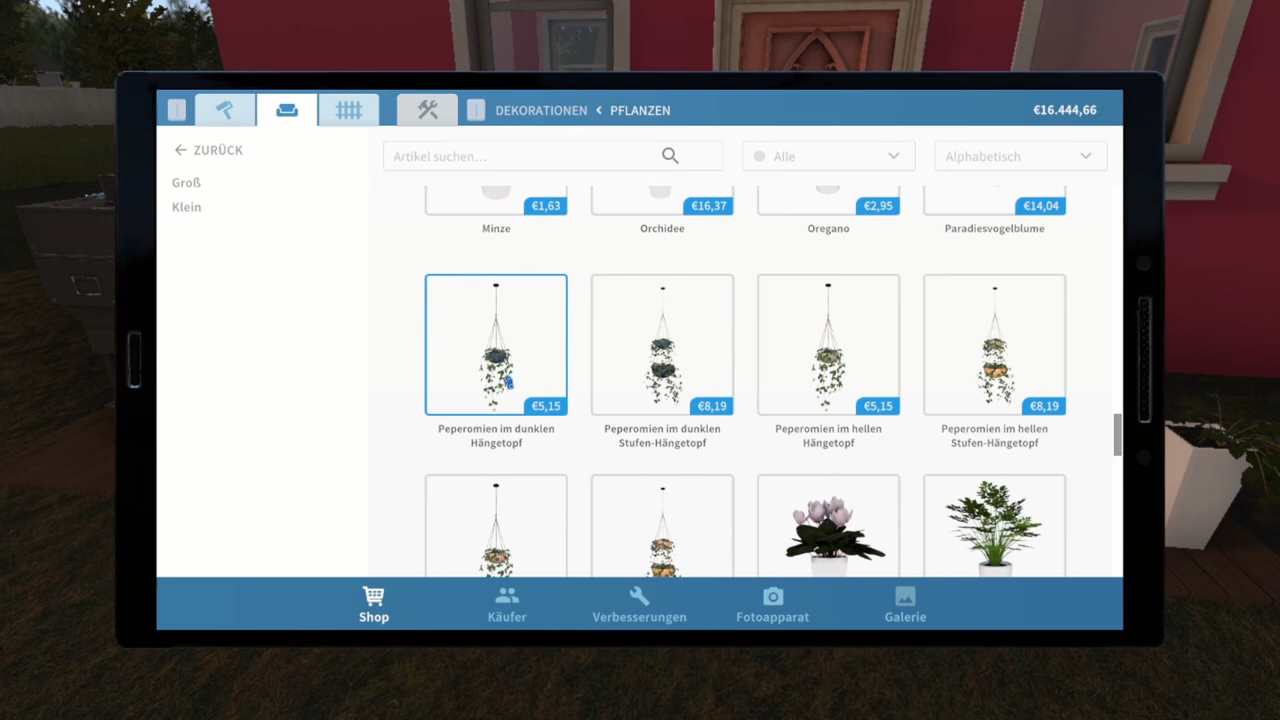 DEKORATIONEN < PFLANZEN
€16.444,66
ZURÜCK
Groß
Klein
Artikel suchen...
Alle
Alphabetisch
€1,63
€16,37
€2,95
€14,04
Minze
Orchidee
Oregano
Paradiesvogelblume
€5,15
€8,19
€5,15
€8,19
Peperomien im dunklen
Hängetopf
Peperomien im dunklen
Stufen-Hängetopf
Peperomien im hellen
Hängetopf
Peperomien im hellen
Stufen-Hängetopf
Shop
Käufer
Verbesserungen
Fotoapparat
Galerie